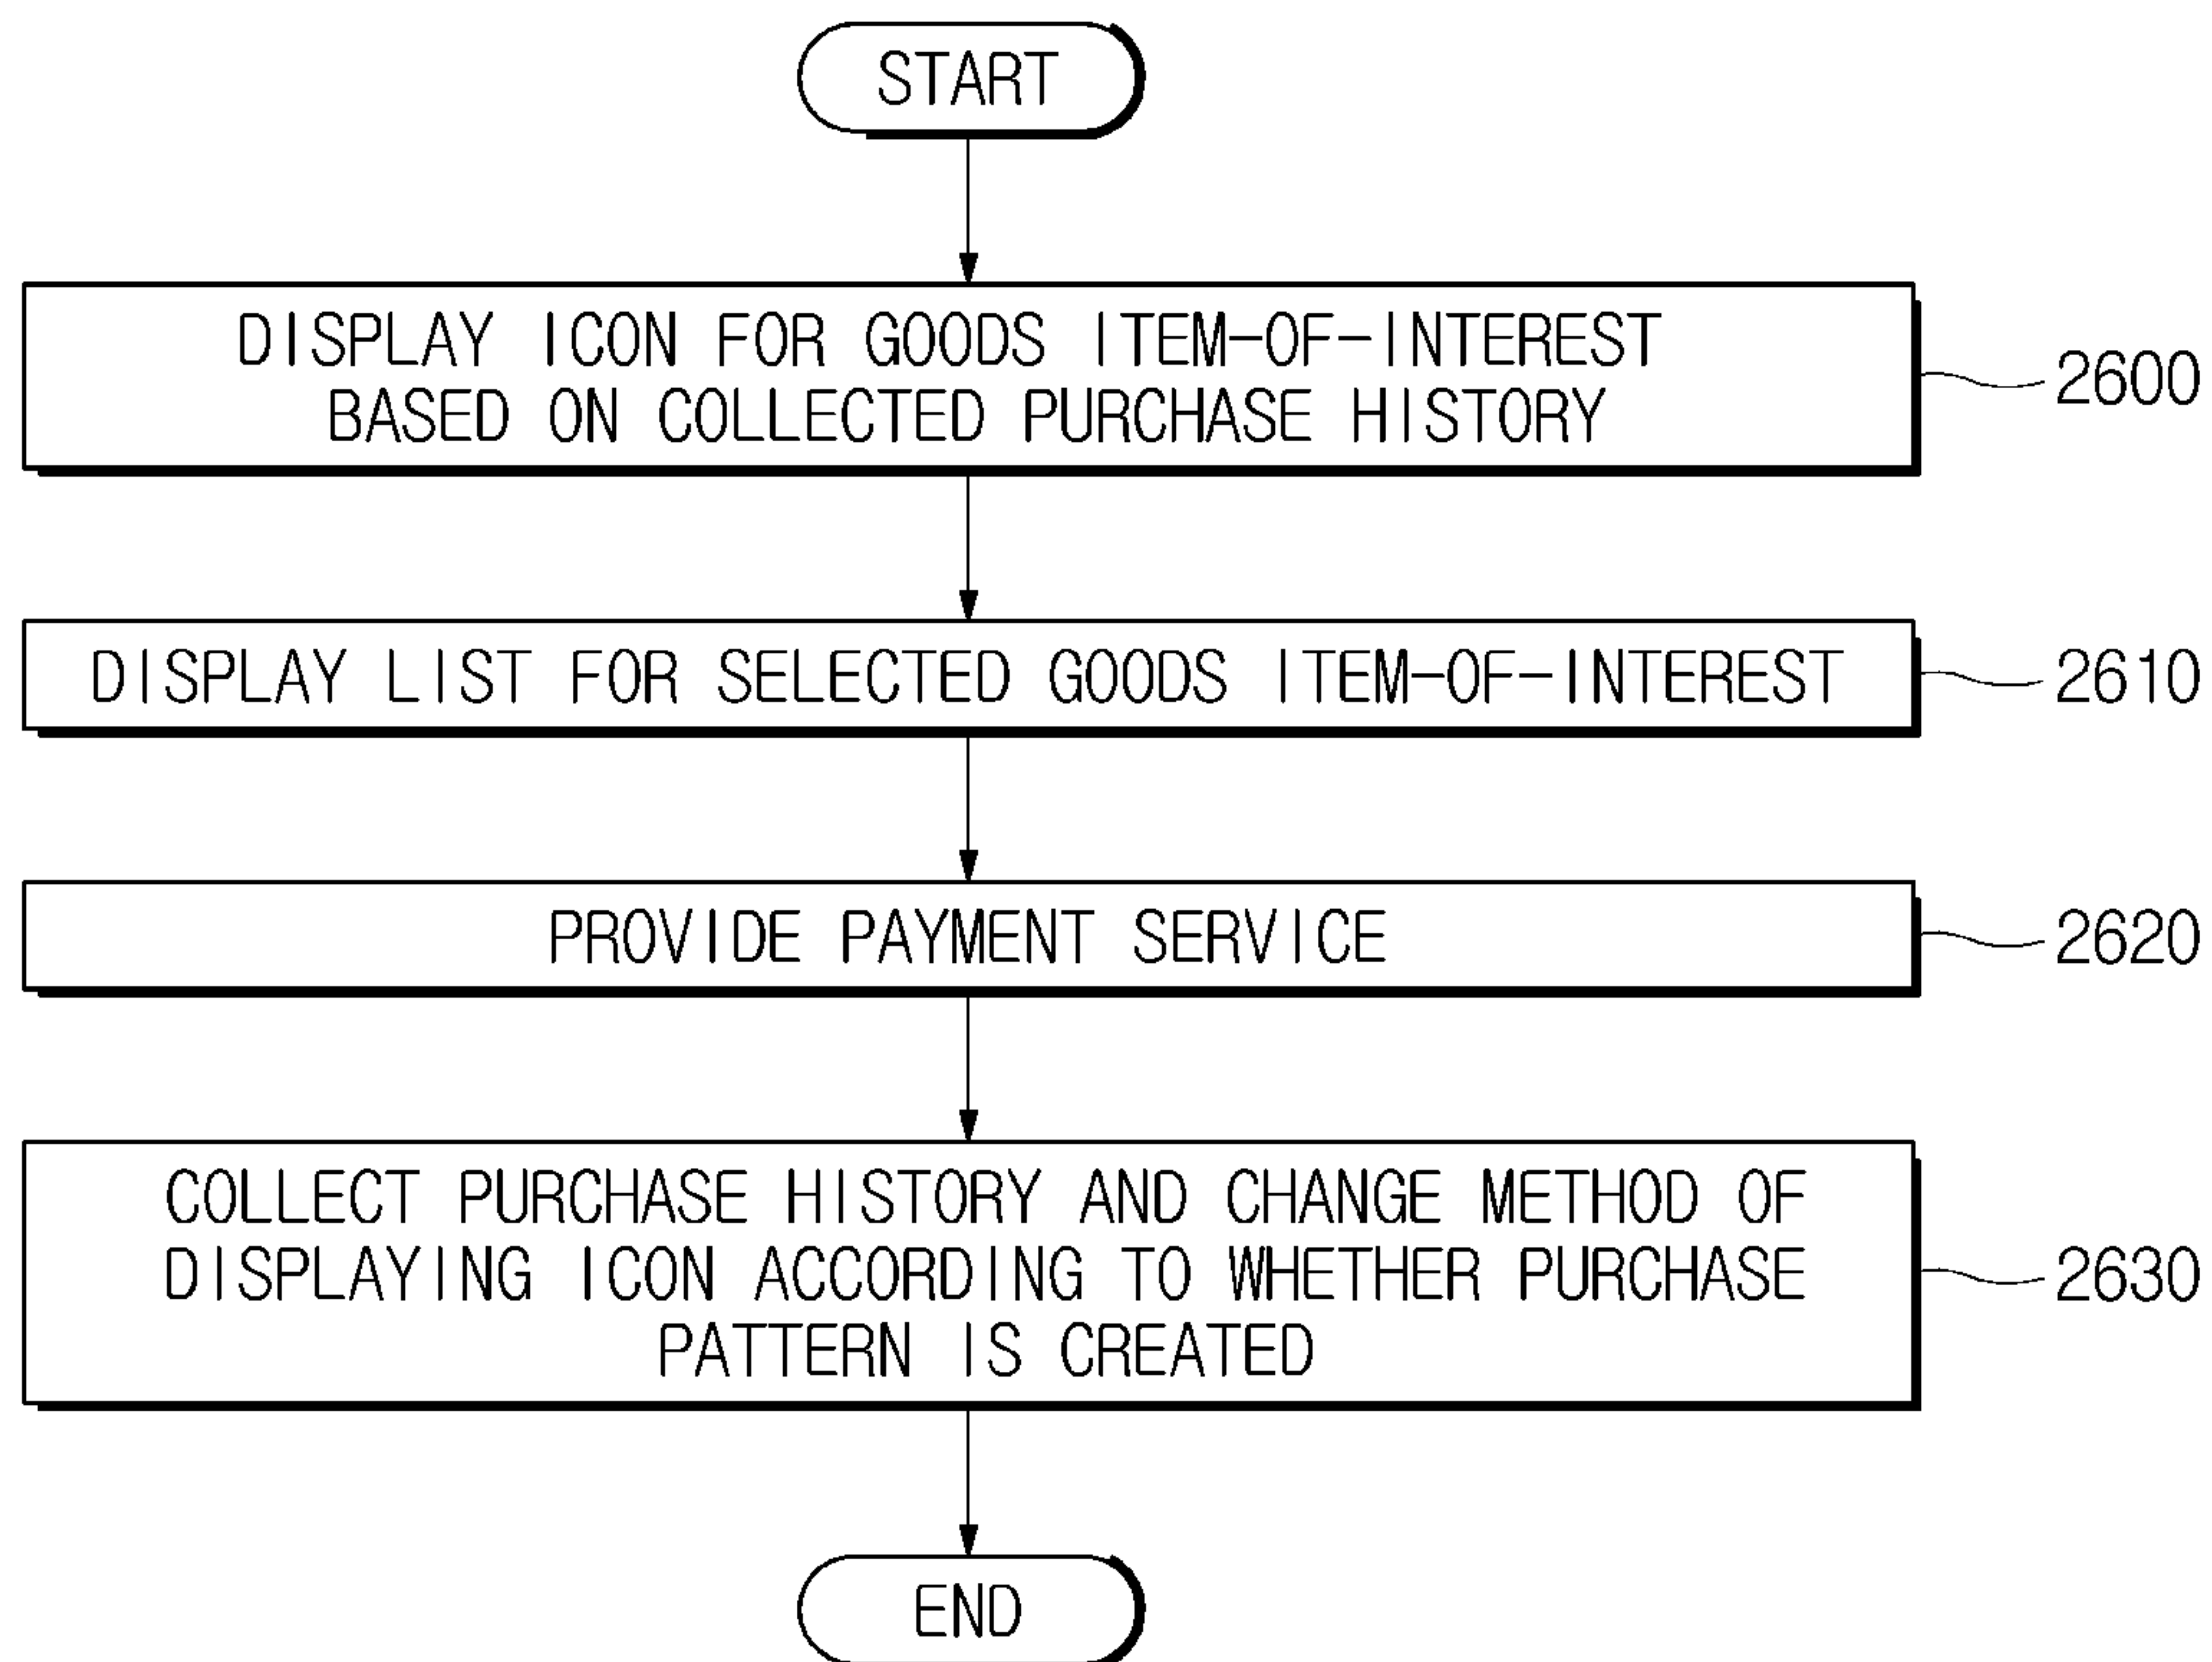 START
DISPLAY ICON FOR GOODS ITEM-OF-INTEREST
BASED ON COLLECTED PURCHASE HISTORY
2600
DISPLAY LIST FOR SELECTED GOODS ITEM-OF-INTEREST
2610
PROVIDE PAYMENT SERVICE
2620
COLLECT PURCHASE HISTORY AND CHANGE METHOD OF
DISPLAYING ICON ACCORDING TO WHETHER PURCHASE
PATTERN IS CREATED
2630
END